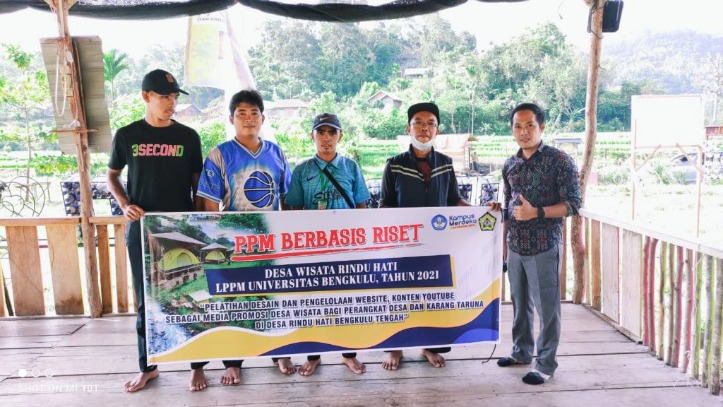 3SECOND
PPM BERBASIS RISET
Kampus
Merdeka
DESA WISATA RINDU HATI
LPPM UNIVERSITAS BENGKULU, TAHUN 2021
"PELATIHAN DESAIN DAN PENGELOLAAN WEBSITE, KONTEN YOUTUBE
SEBAGAI MEDIA PROMOSI DESA WISATA BAGI PERANGKAT DESA DAN KARANG TARUNA
DI DESA RINDU HATI BENGKULU TENGAH"
SHOT ON MI 10T